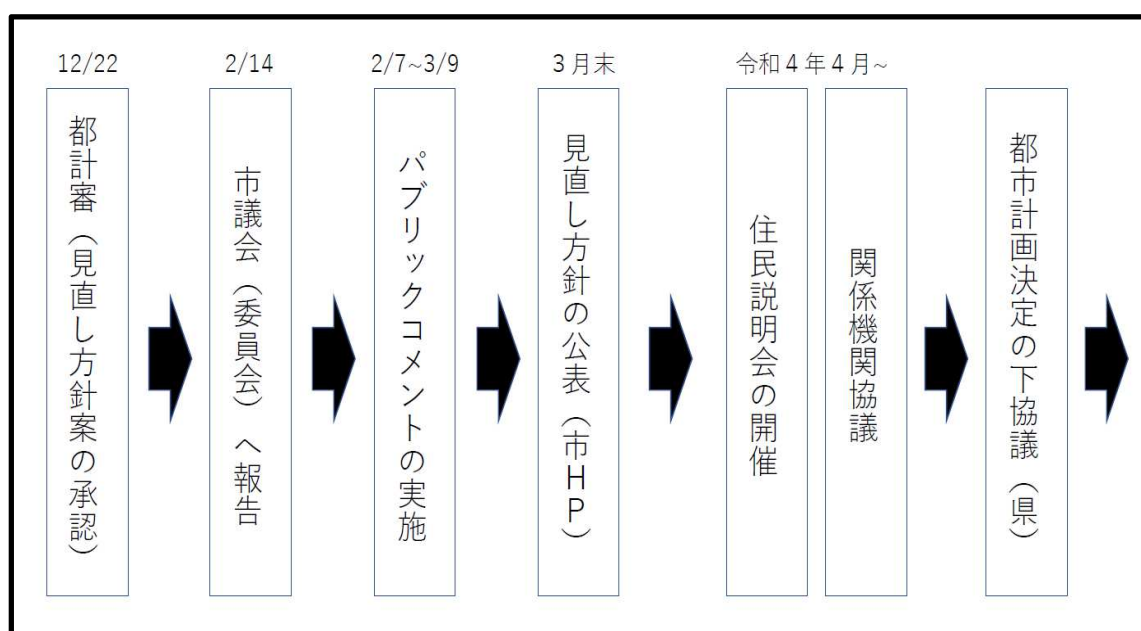 12/22
都計審（見直し方針案の承認）
2/14
市議会（委員会）へ報告
2/7~3/9
パブリックコメントの実施
3月末
見直し方針の公表（市ＨＰ）
令和4年4月~
住民説明会の開催
関係機関協議
都市計画決定の下協議（県）